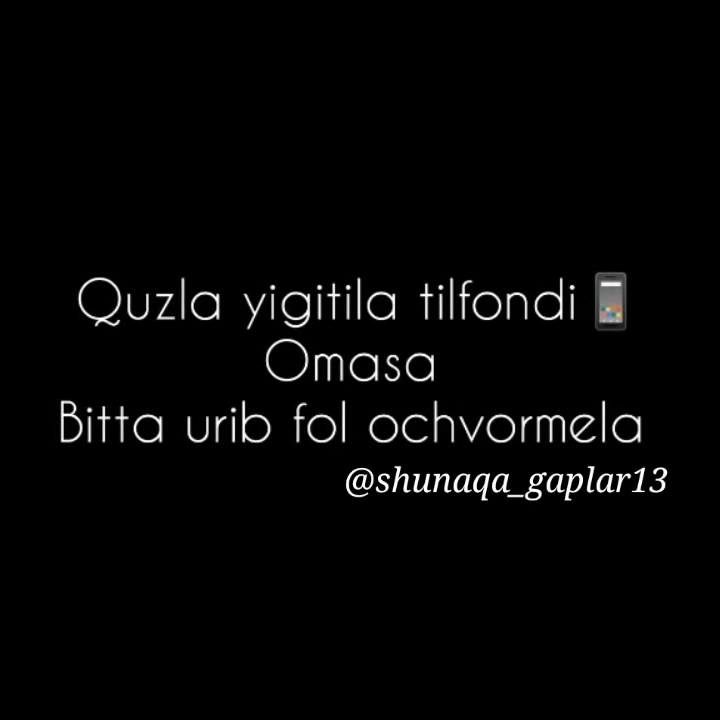 Quzla yigitila tilfondi📱
Omasa
Bitta urib fol ochvormela
@shunaqa_gaplar13